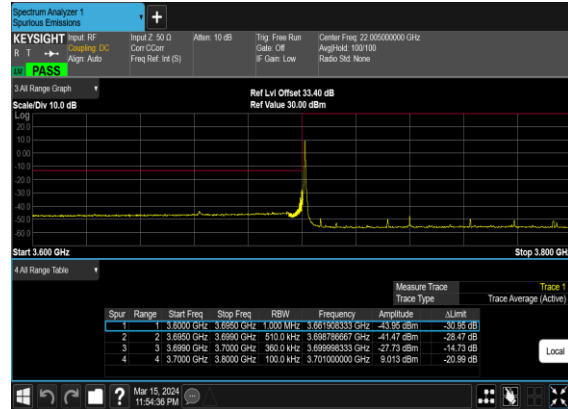 Spectrum Analyzer 1
Spurious Emissions
KEYSIGHT Input: RF Input Z: 50 Ω Atten: 10 dB Trig: Free Run Center Freq: 22.005000000 GHz
R T Coupling: DC Corr CCorr Gate: Off Avg|Hold: 100/100
Align: Auto Freq Ref: Int (S) IF Gain: Low Radio Std: None
PASS
3 All Range Graph
Ref Lvl Offset 33.40 dB
Scale/Div 10.0 dB Ref Value 30.00 dBm
Log
20.0
10.0
0.00
-10.0
-20.0
-30.0
-40.0
-50.0
-60.0
Start 3.600 GHz Stop 3.800 GH
4 All Range Table
Measure Trace Trace 1
Trace Type Trace Average (Active)
Spur Range Start Freq Stop Freq RBW Frequency Amplitude ΔLimit
1 1 3.6000 GHz 3.6950 GHz 1.000 MHz 3.661908333 GHz -43.95 dBm -30.95 dB
2 2 3.6950 GHz 3.6990 GHz 510.0 kHz 3.698786667 GHz -41.47 dBm -28.47 dB
3 3 3.6990 GHz 3.7000 GHz 360.0 kHz 3.699998333 GHz -27.73 dBm -14.73 dB
4 4 3.7000 GHz 3.8000 GHz 100.0 kHz 3.701000000 GHz 9.013 dBm -20.99 dB
Local
?
Mar 15, 2024
11:54:36 PM